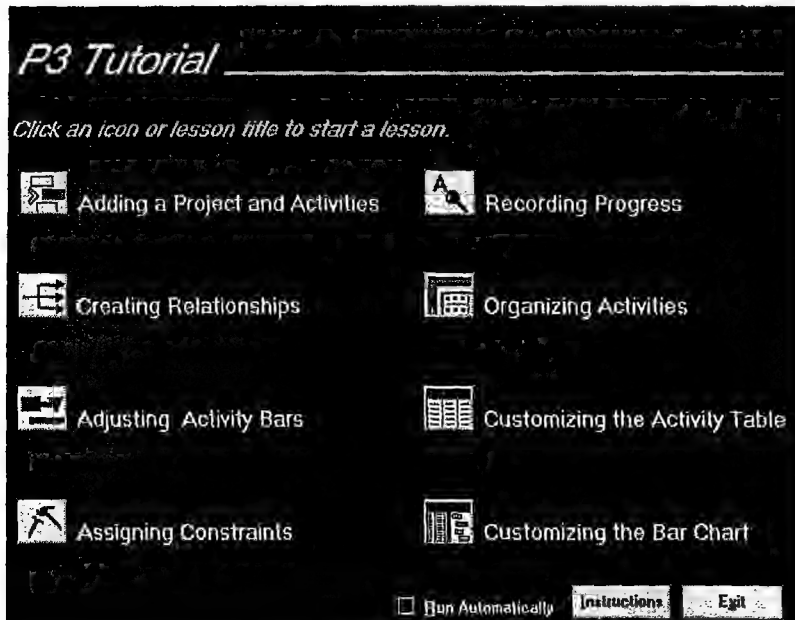 P3 Tutorial
Click an icon or lesson title to start a lesson.
Adding a Project and Activities
Recording Progress
Creating Relationships
Organizing Activities
Adjusting Activity Bars
Customizing the Activity Table
Assigning Constraints
Customizing the Bar Chart
Run Automatically
Instructions
Exit